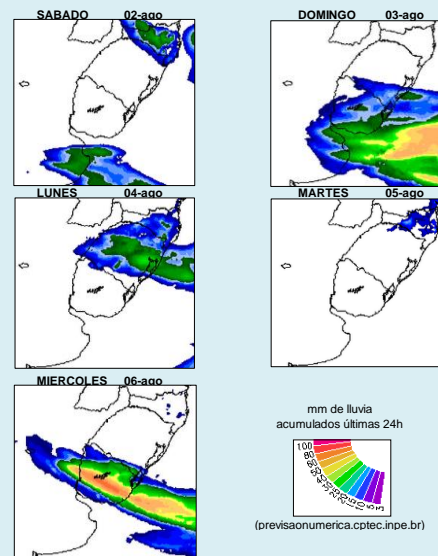 SABADO 02-ago
DOMINGO 03-ago
LUNES 04-ago
MARTES 05-ago
MIERCOLES 06-ago
mm de lluvia
acumulados últimas 24h
100
(previsaonumerica.cptec.inpe.br)